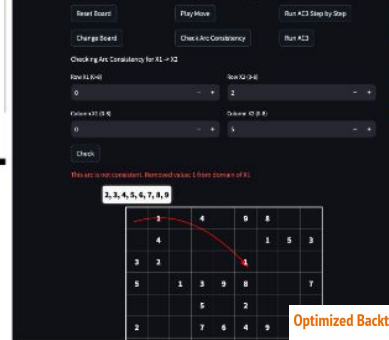 Reset Board Play Move Run AC3 Step by Step
Change Board Check Arc Consistency Run AC3
Checking Arc Consistency for X1 -> X2
Row X1 (0-8) Row X2 (0-8)
0 - + 2 - +
Column X1 (0-8) Column X2 (0-8)
0 - + 5 - +
Check
This arc is not consistent. Removed value: 1 from domain of X1
2, 3, 4, 5, 6, 7, 8, 9
4 9 8
4 1 5 3
3 2 1
5 1 3 9 8 7
5 2
2 7 6 4 9
Optimized Backt